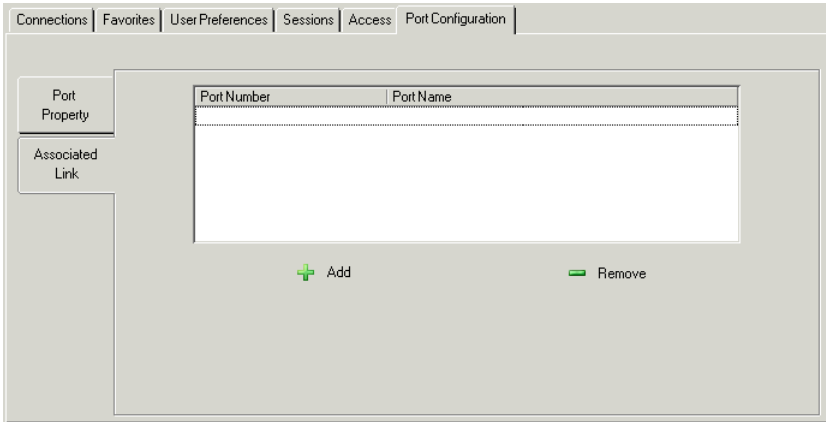 Connections Favorites User Preferences Sessions Access Port Configuration
Port Property
Associated Link
Port Number Port Name
Add Remove